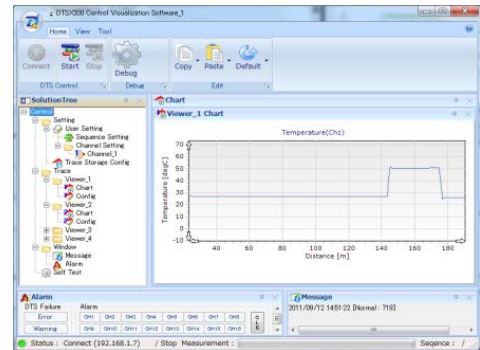 DTSX200 Control Visualization Software_1
Home View Tool
Connect Start Stop Debug Copy Paste Default
DTS Control Debug Edit
SolutionTree
Control
Setting
User Setting
Sequence Setting
Channel Setting
Channel_1
Trace Storage Config
Trace
Viewer_1
Chart
Config
Viewer_2
Chart
Config
Viewer_3
Viewer_4
Window
Message
Alarm
Self Test
Chart
Viewer_1 Chart
Temperature(Ch1)
Temperature [degC]
70
60
50
40
30
20
10
0
-10
40 60 80 100 120 140 160 180
Distance [m]
Alarm
DTS Failure Alarm
Error CH1 CH2 CH3 CH4 CH5 CH6 CH7 CH8
Warning CH9 CH10 CH11 CH12 CH13 CH14 CH15 CH16
CLR
Message
2011/09/12 14:51:22 [Normal : 719]
Status : Connect (192.168.1.7) / Stop Measurement : Seqence : /